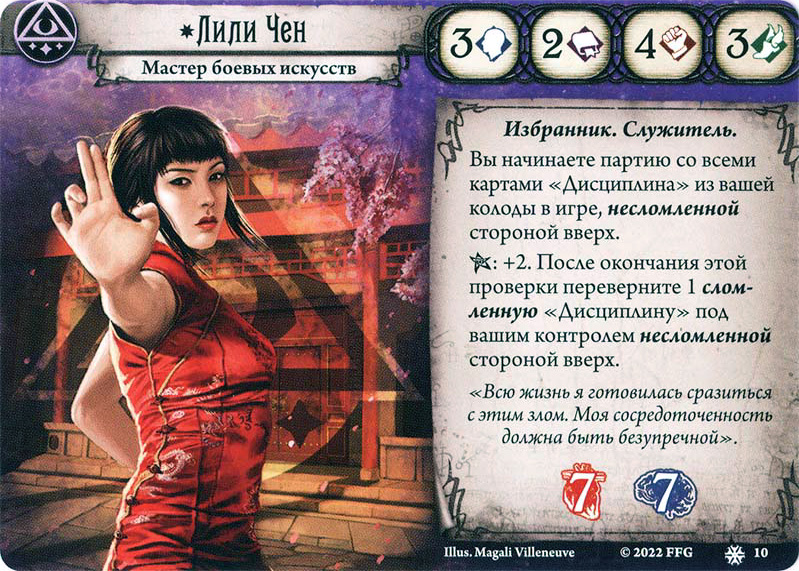 Лили Чен
Мастер боевых искусств
3 2 4 3
Избранник. Служитель.
Вы начинаете партию со всеми
картами «Дисциплина» из вашей
колоды в игре, несломленной
стороной вверх.
: +2. После окончания этой
проверки переверните 1 слом-
ленную «Дисциплину» под
вашим контролем несломленной
стороной вверх.
«Всю жизнь я готовилась сразиться
с этим злом. Моя сосредоточенность
должна быть безупречной».
7 7
Illus. Magali Villeneuve © 2022 FFG 10